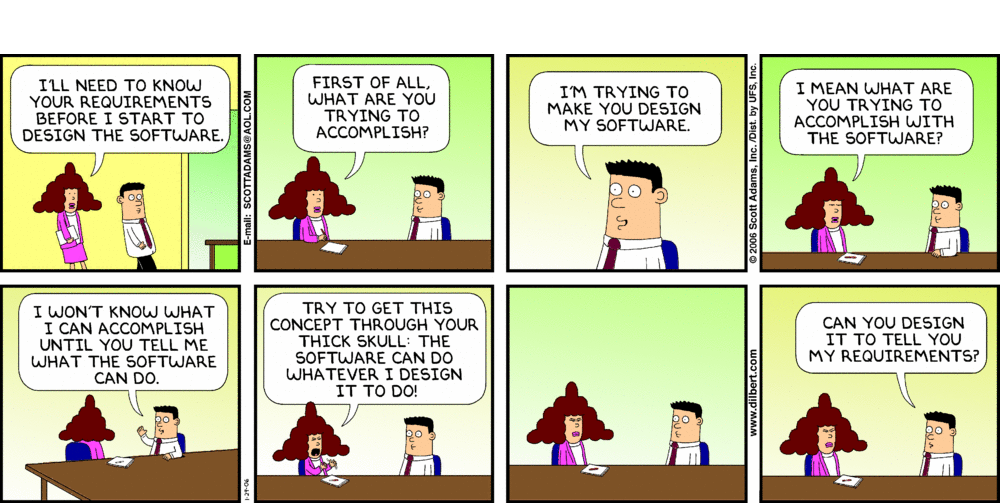 I'LL NEED TO KNOW
YOUR REQUIREMENTS
BEFORE I START TO
DESIGN THE SOFTWARE.
E-mail: SCOTTADAMS@AOL.COM
FIRST OF ALL,
WHAT ARE YOU
TRYING TO
ACCOMPLISH?
I'M TRYING TO
MAKE YOU DESIGN
MY SOFTWARE.
© 2006 Scott Adams, Inc./Dist. by UFS, Inc.
I MEAN WHAT ARE
YOU TRYING TO
ACCOMPLISH WITH
THE SOFTWARE?
I WON'T KNOW WHAT
I CAN ACCOMPLISH
UNTIL YOU TELL ME
WHAT THE SOFTWARE
CAN DO.
1-29-06
TRY TO GET THIS
CONCEPT THROUGH YOUR
THICK SKULL: THE
SOFTWARE CAN DO
WHATEVER I DESIGN
IT TO DO!
www.dilbert.com
CAN YOU DESIGN
IT TO TELL YOU
MY REQUIREMENTS?